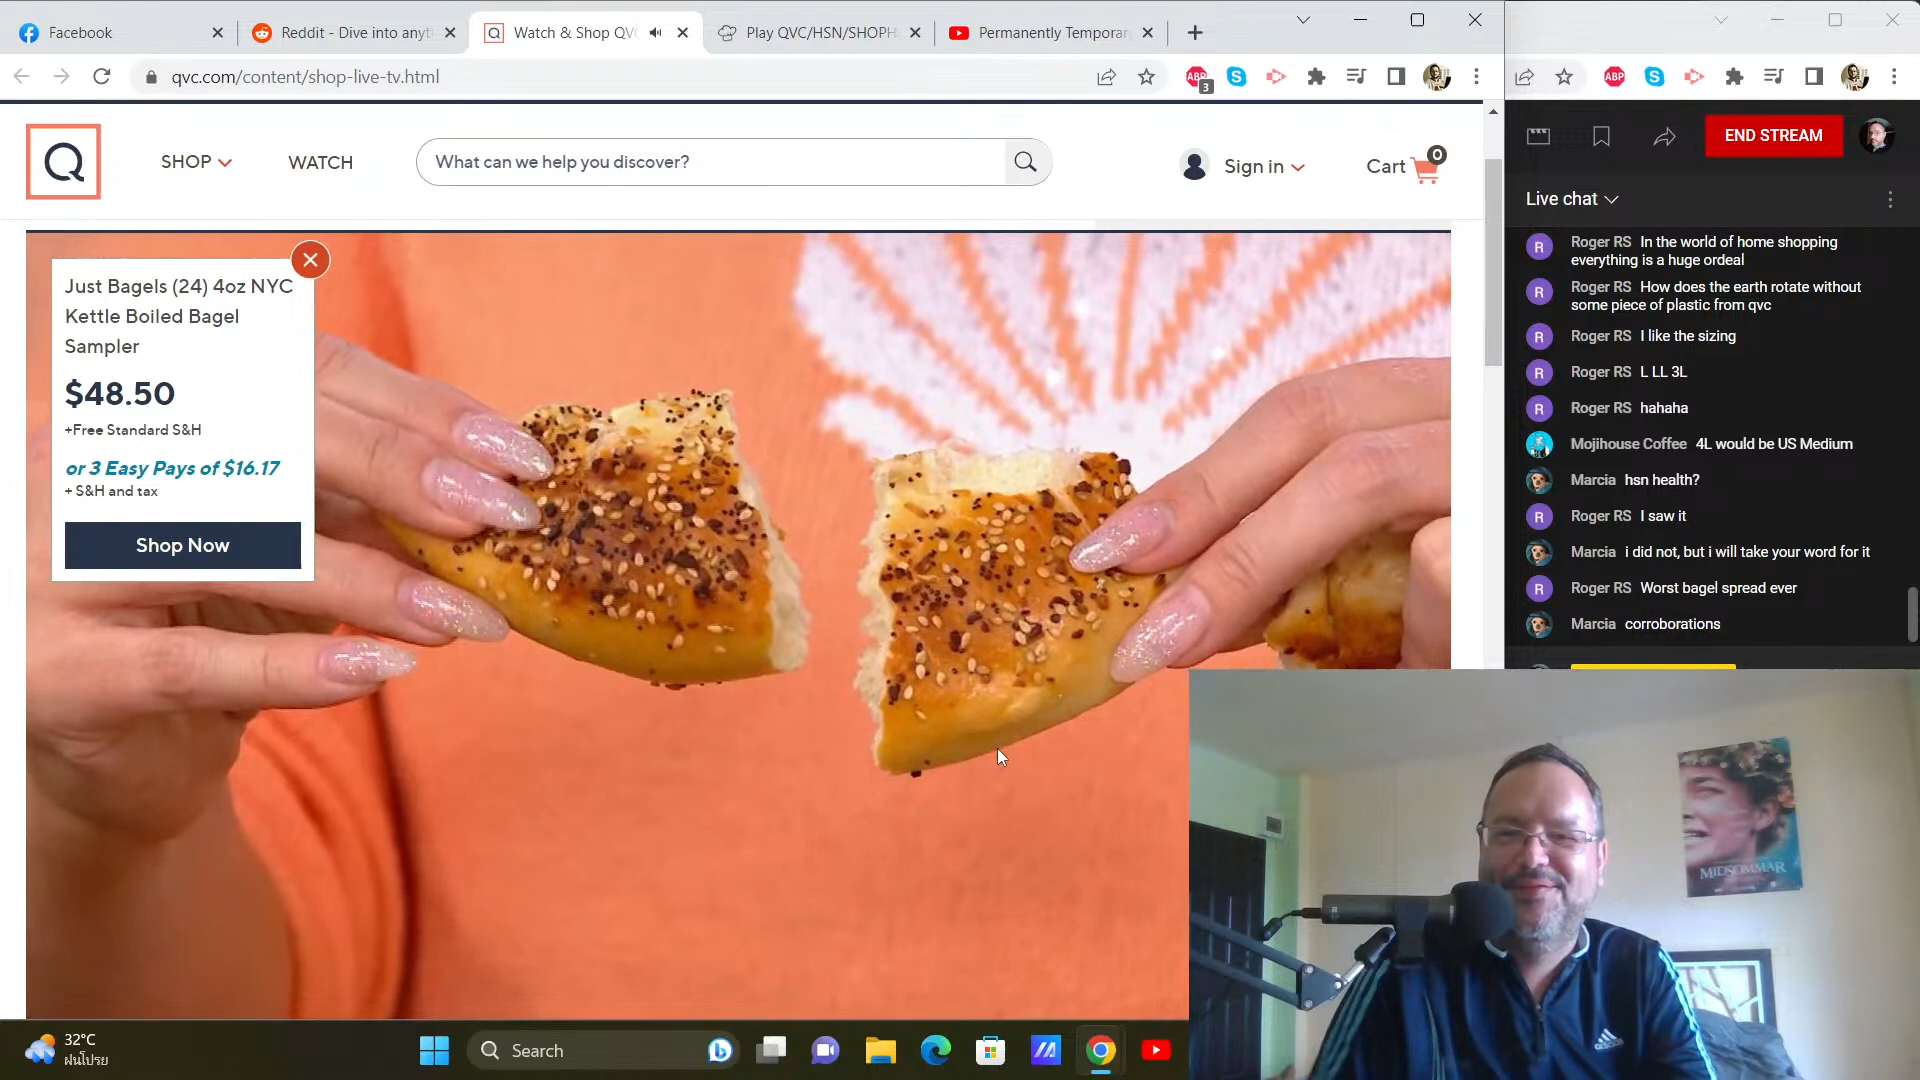 Facebook
Reddit - Dive into anyt
Watch & Shop QV
Play QVC/HSN/SHOPH
Permanently Temporar
qvc.com/content/shop-live-tv.html
ABP
3
ABP
Q
SHOP
WATCH
What can we help you discover?
Sign in
Cart
0
END STREAM
Live chat
Just Bagels (24) 4oz NYC
Kettle Boiled Bagel
Sampler
$48.50
+Free Standard S&H
or 3 Easy Pays of $16.17
+ S&H and tax
Shop Now
R
Roger RS In the world of home shopping
everything is a huge ordeal
R
Roger RS How does the earth rotate without
some piece of plastic from qvc
R
Roger RS I like the sizing
R
Roger RS L LL 3L
R
Roger RS hahaha
Mojihouse Coffee 4L would be US Medium
Marcia hsn health?
R
Roger RS I saw it
Marcia i did not, but i will take your word for it
R
Roger RS Worst bagel spread ever
Marcia corroborations
MIDSOMMAR
adidas
32°C
ฝนโปรย
Search